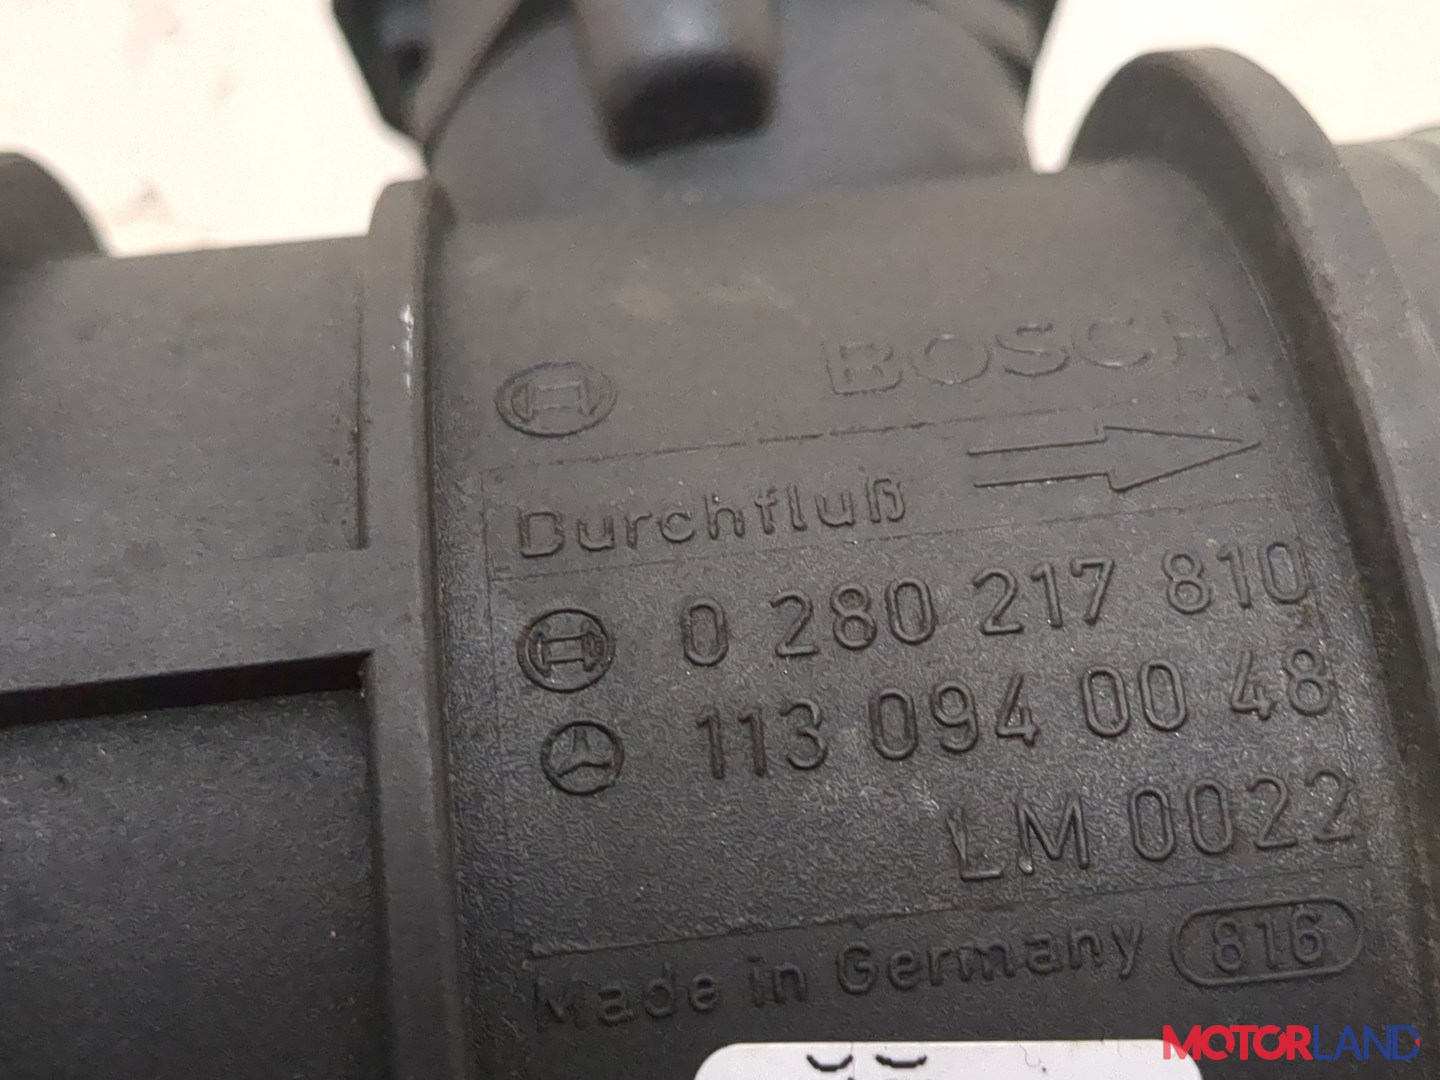 BOSCH
Durchfluß
0 280 217 810
113 094 00 48
LM 0022
Made in Germany 816
MOTORLAND